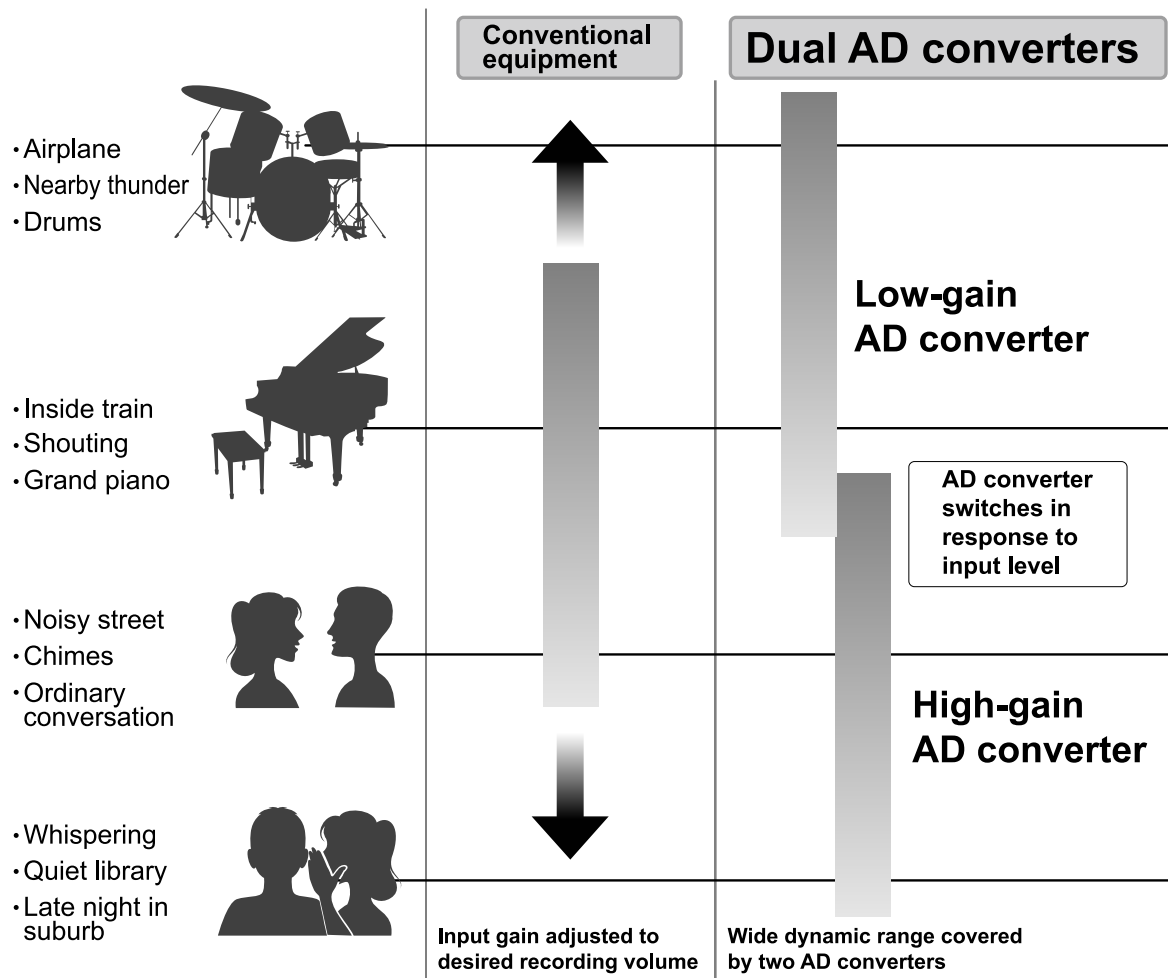 Conventional
equipment
Dual AD converters
・Airplane
・Nearby thunder
・Drums
Low-gain
AD converter
・Inside train
・Shouting
・Grand piano
AD converter
switches in
response to
input level
・Noisy street
・Chimes
・Ordinary
conversation
High-gain
AD converter
・Whispering
・Quiet library
・Late night in
suburb
Input gain adjusted to
desired recording volume
Wide dynamic range covered
by two AD converters